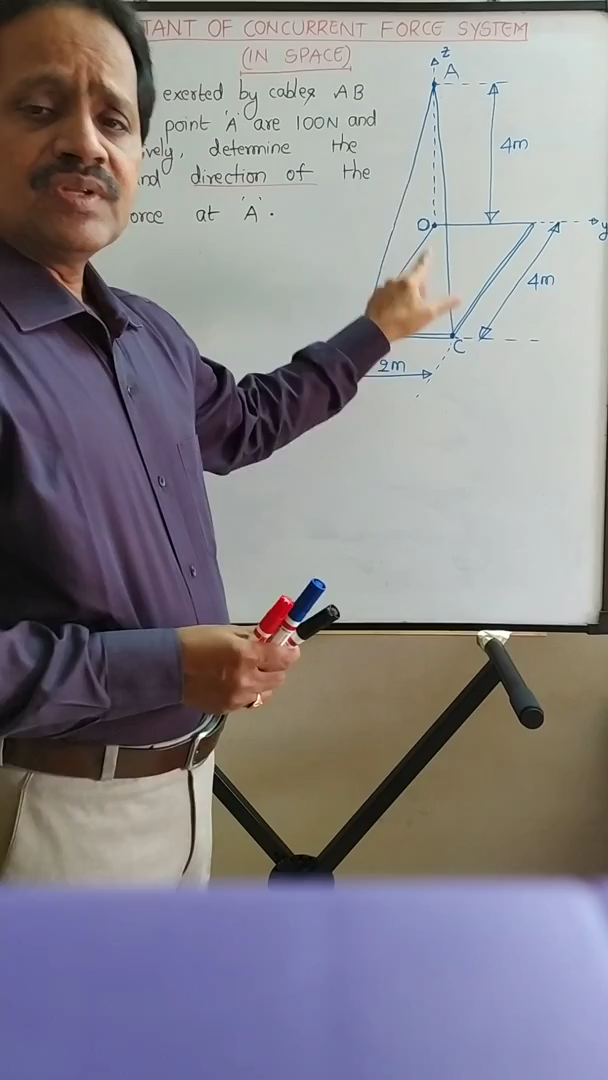 TANT OF CONCURRENT FORCE SYSTEM
(IN SPACE)
exerted by cables AB
point 'A' are 100N and
vely, determine the
nd direction of the
orce at 'A'.
z
A
4m
O
y
4m
C
2m